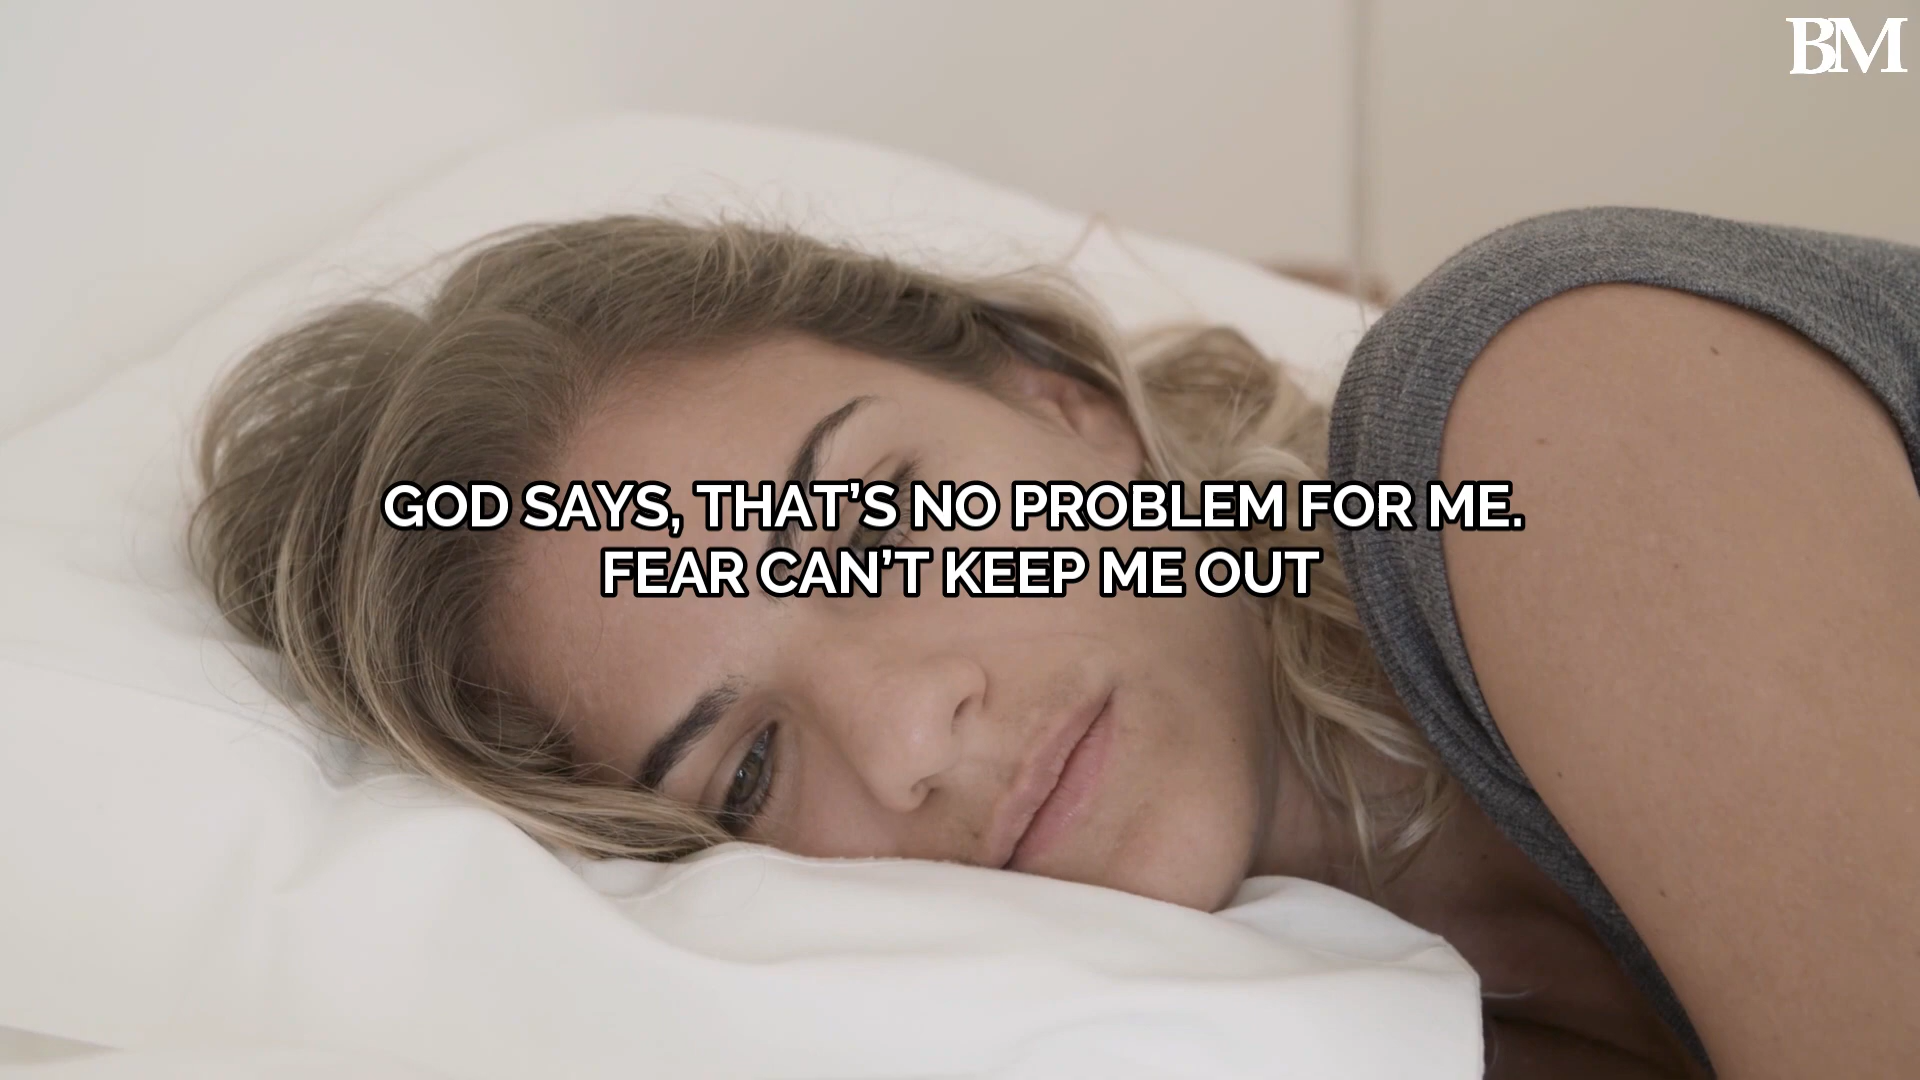 BM
GOD SAYS, THAT’S NO PROBLEM FOR ME.
FEAR CAN’T KEEP ME OUT